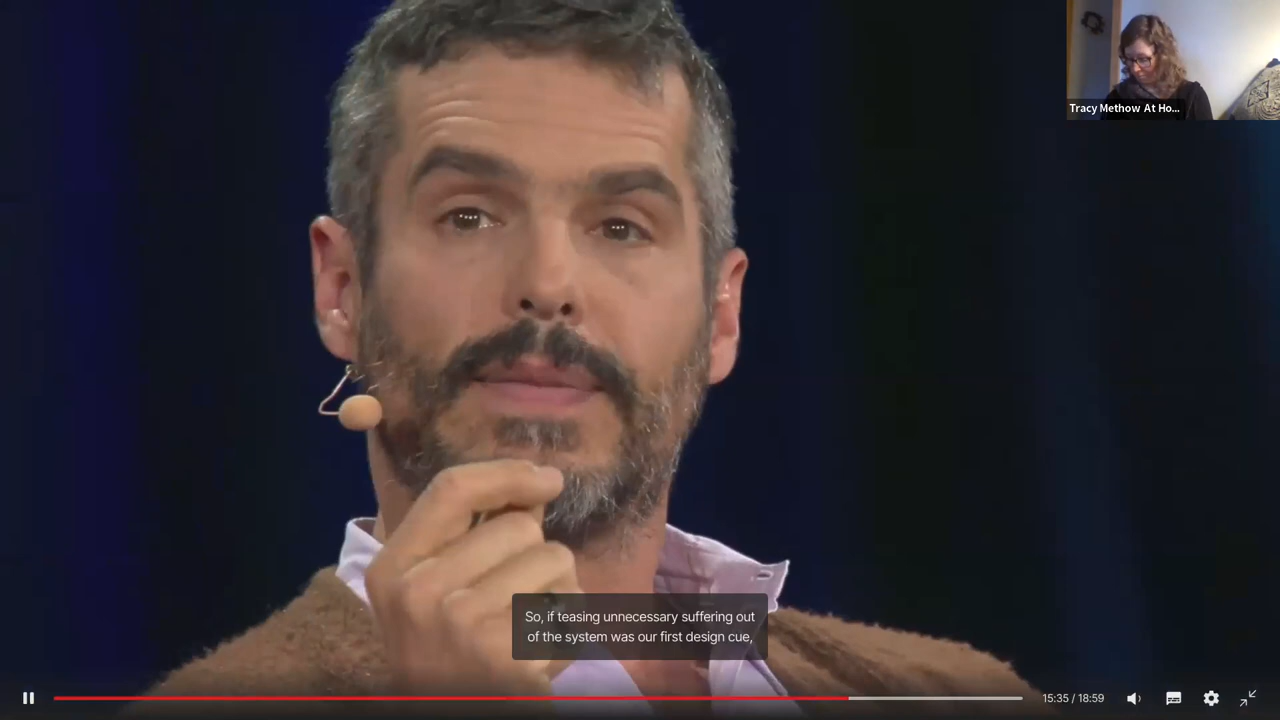 Tracy Methow At Ho...
So, if teasing unnecessary suffering out
of the system was our first design cue,
15:35 / 18:59